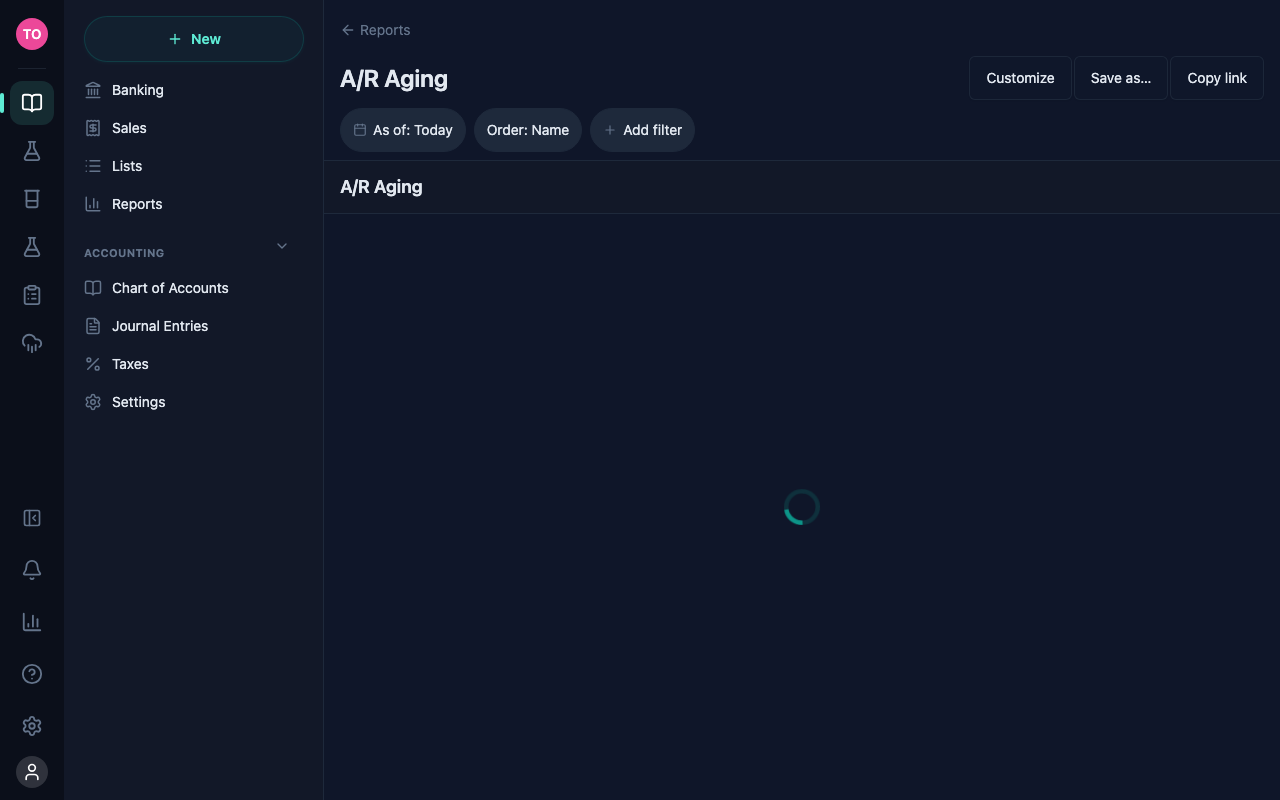 TO
New
Banking
Sales
Lists
Reports
ACCOUNTING
Chart of Accounts
Journal Entries
Taxes
Settings
Reports
A/R Aging
Customize
Save as...
Copy link
As of: Today
Order: Name
Add filter
A/R Aging